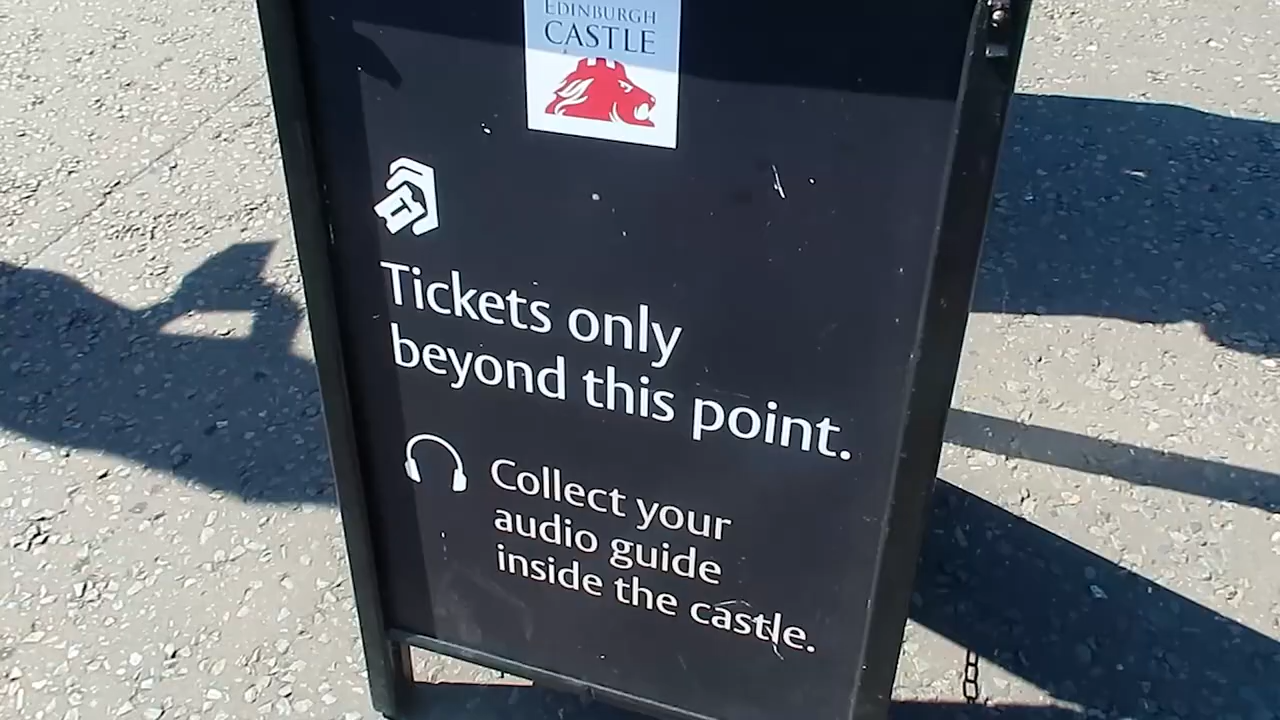 EDINBURGH
CASTLE
Tickets only
beyond this point.
Collect your
audio guide
inside the castle.